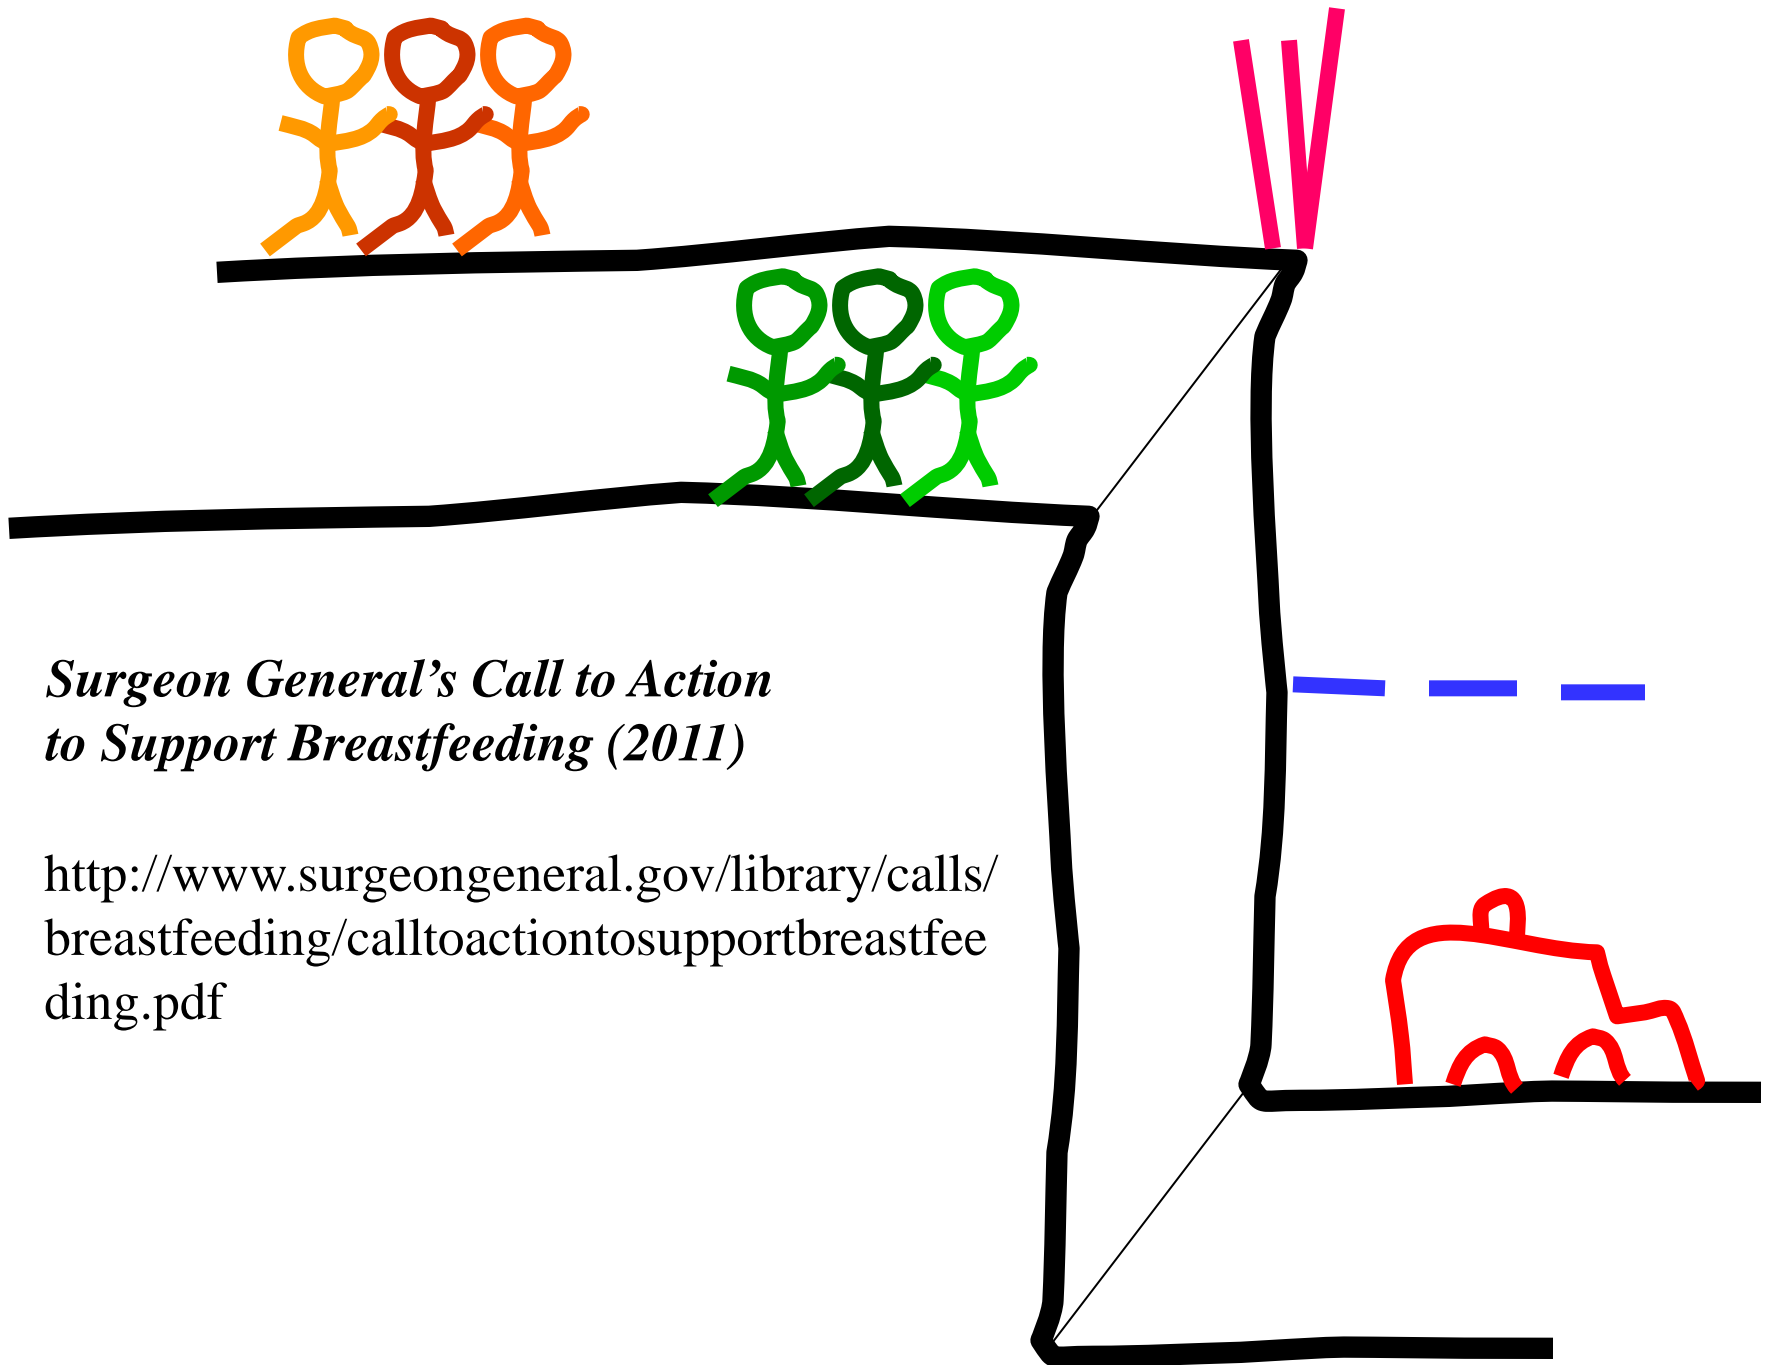 Surgeon General’s Call to Action
to Support Breastfeeding (2011)
http://www.surgeongeneral.gov/library/calls/
breastfeeding/calltoactiontosupportbreastfee
ding.pdf